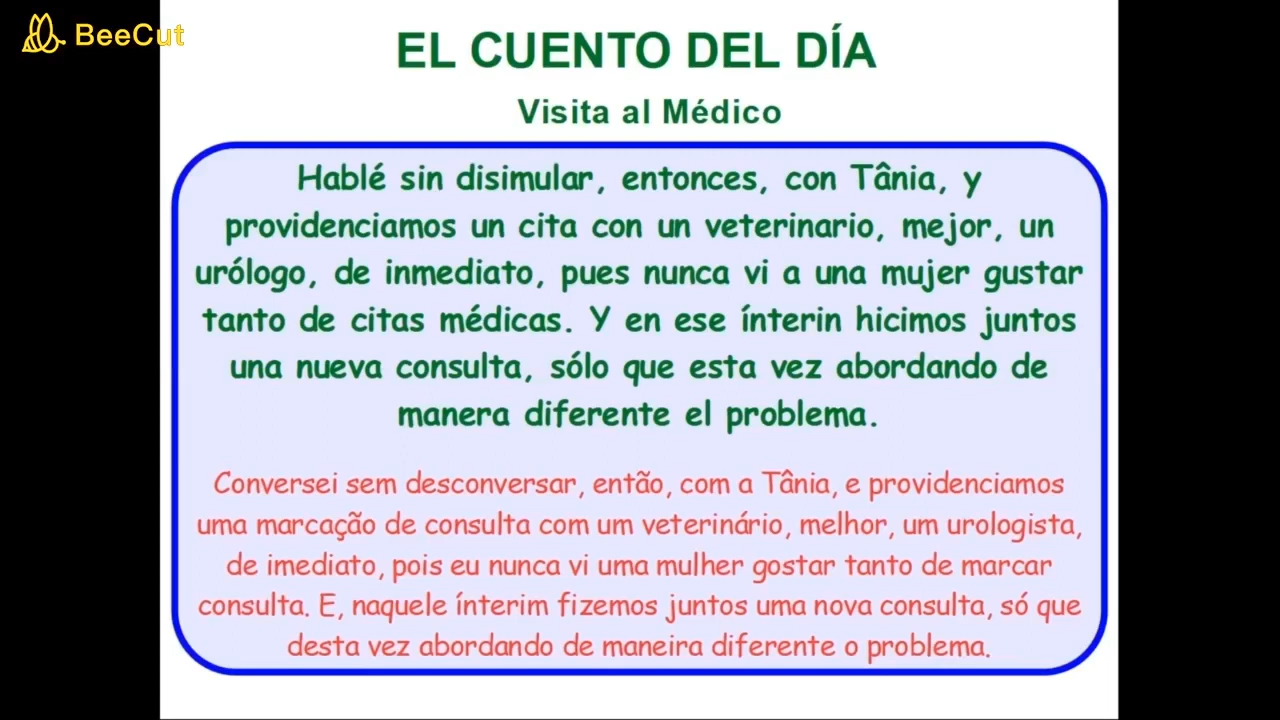 BeeCut
EL CUENTO DEL DÍA
Visita al Médico
Hablé sin disimular, entonces, con Tânia, y
providenciamos un cita con un veterinario, mejor, un
urólogo, de inmediato, pues nunca vi a una mujer gustar
tanto de citas médicas. Y en ese ínterin hicimos juntos
una nueva consulta, sólo que esta vez abordando de
manera diferente el problema.
Conversei sem desconversar, então, com a Tânia, e providenciamos
uma marcação de consulta com um veterinário, melhor, um urologista,
de imediato, pois eu nunca vi uma mulher gostar tanto de marcar
consulta. E, naquele ínterim fizemos juntos uma nova consulta, só que
desta vez abordando de maneira diferente o problema.